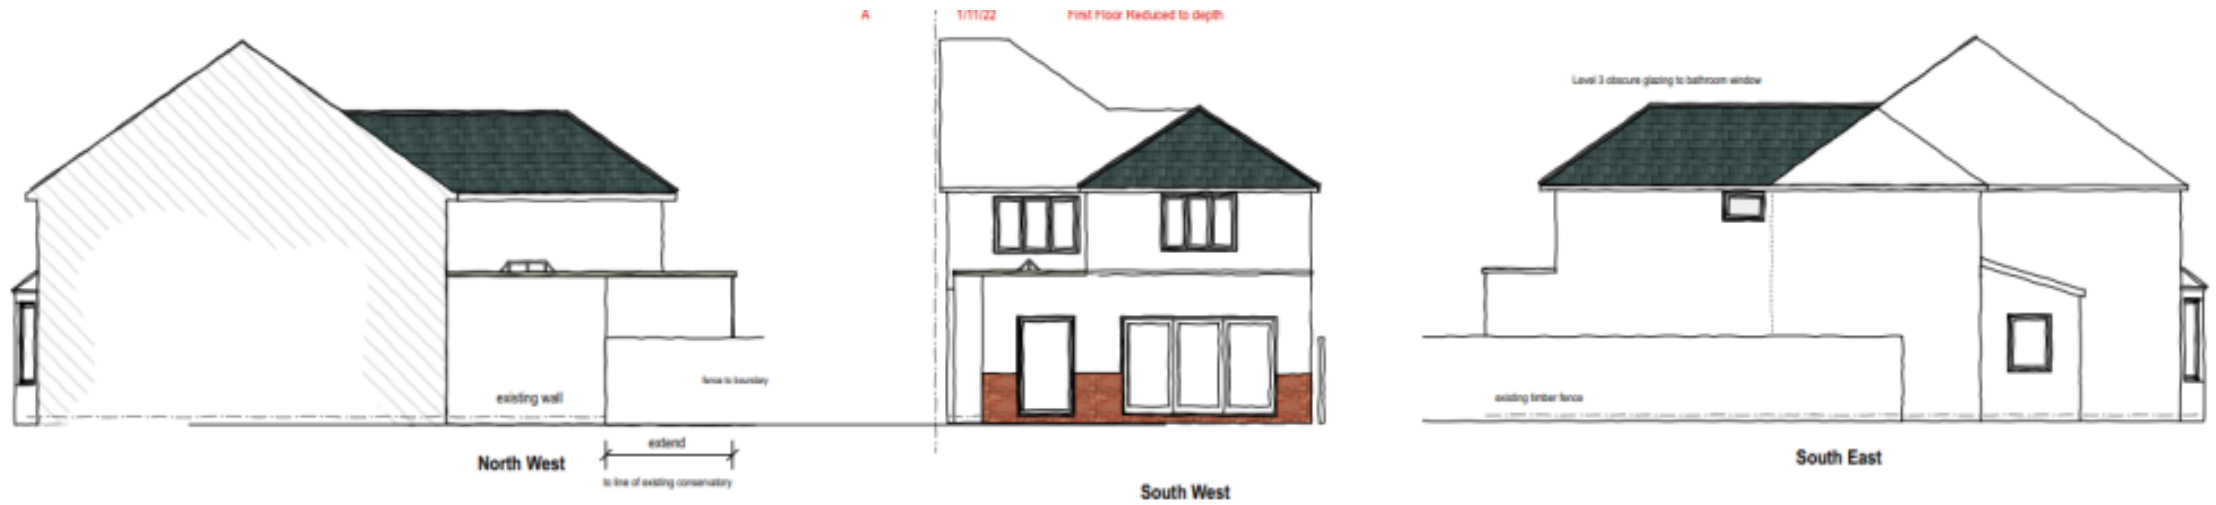 A 1/11/22 First Floor Reduced to depth
Level 3 obscure glazing to bathroom window
fence to boundary
existing wall
existing timber fence
extend
North West
to line of existing conservatory
South West
South East